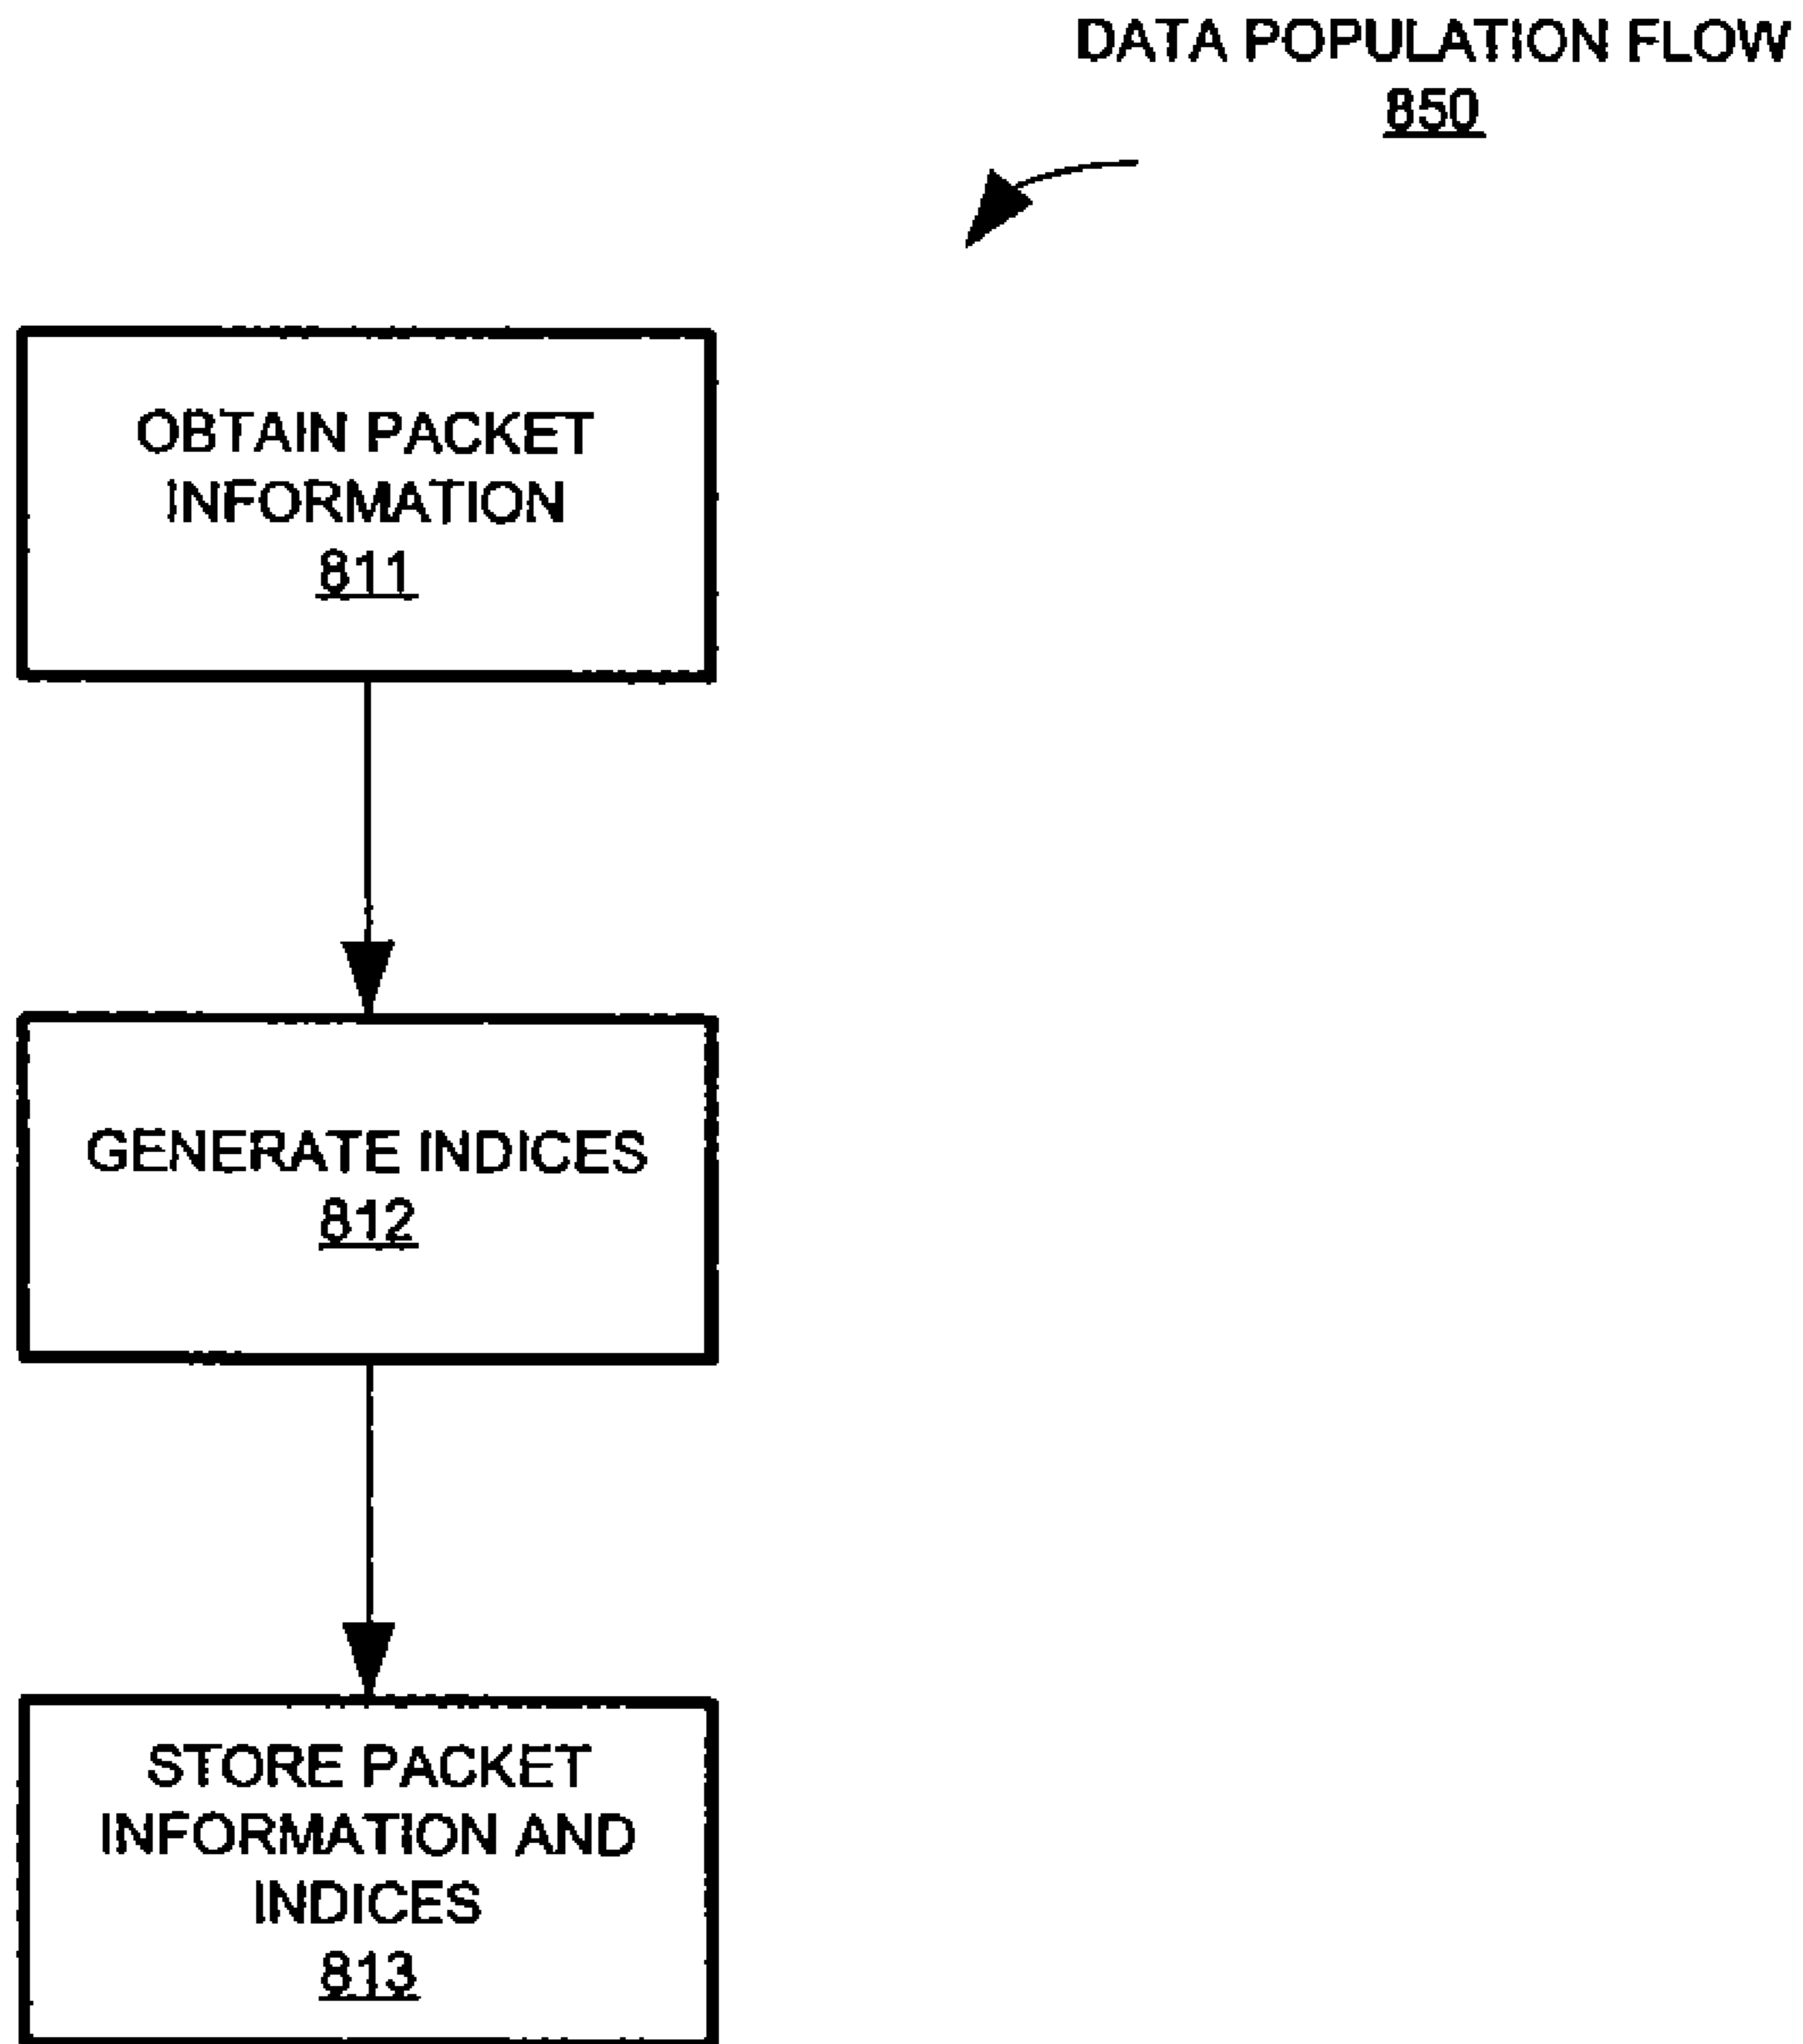 DATA POPULATION FLOW
850
OBTAIN PACKET
INFORMATION
811
GENERATE INDICES
812
STORE PACKET
INFORMATION AND
INDICES
813